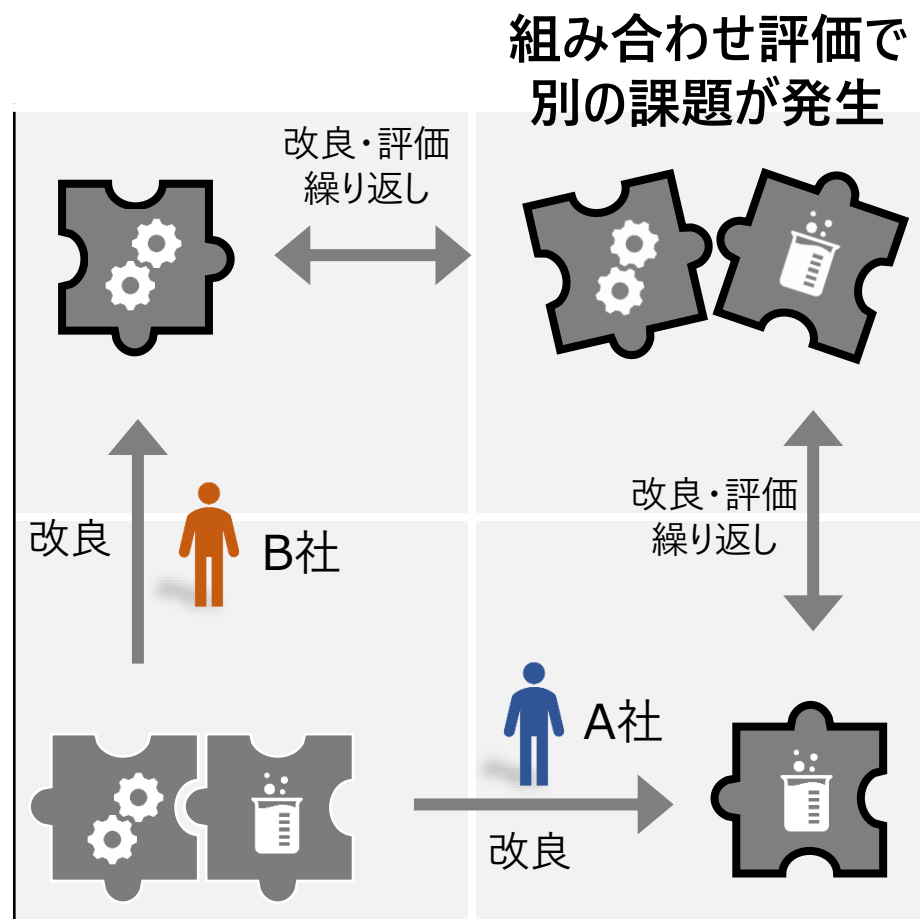 組み合わせ評価で
別の課題が発生
改良・評価
繰り返し
改良・評価
繰り返し
改良
B社
A社
改良